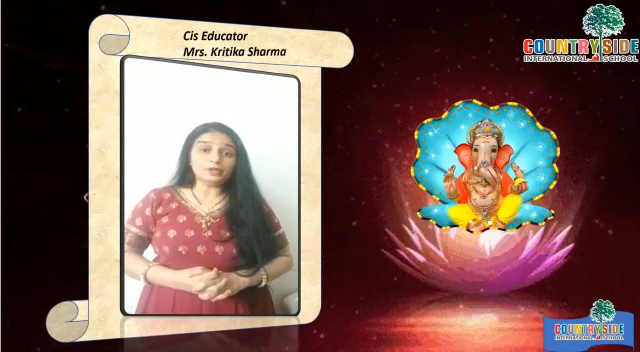 Cis Educator
Mrs. Kritika Sharma
COUNTRYSIDE
INTERNATIONAL SCHOOL
COUNTRYSIDE
INTERNATIONAL SCHOOL